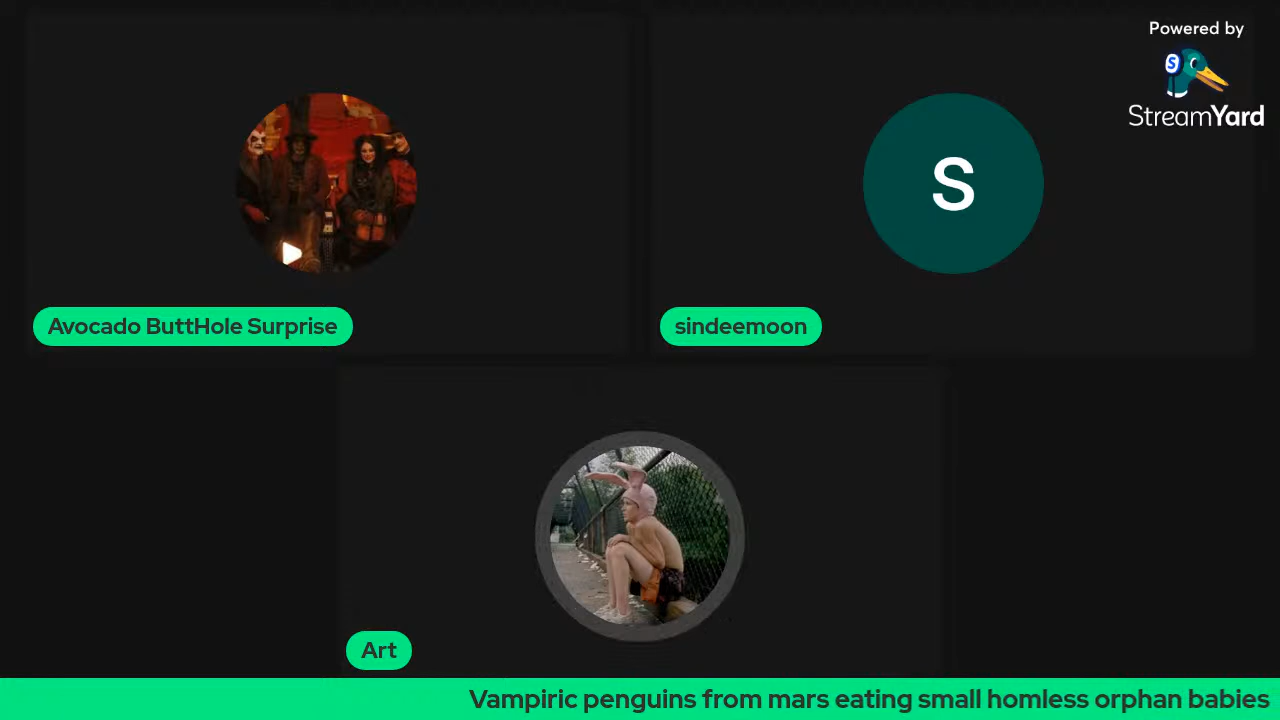 Powered by
StreamYard
S
S
Avocado ButtHole Surprise
sindeemoon
Art
Vampiric penguins from mars eating small homless orphan babies